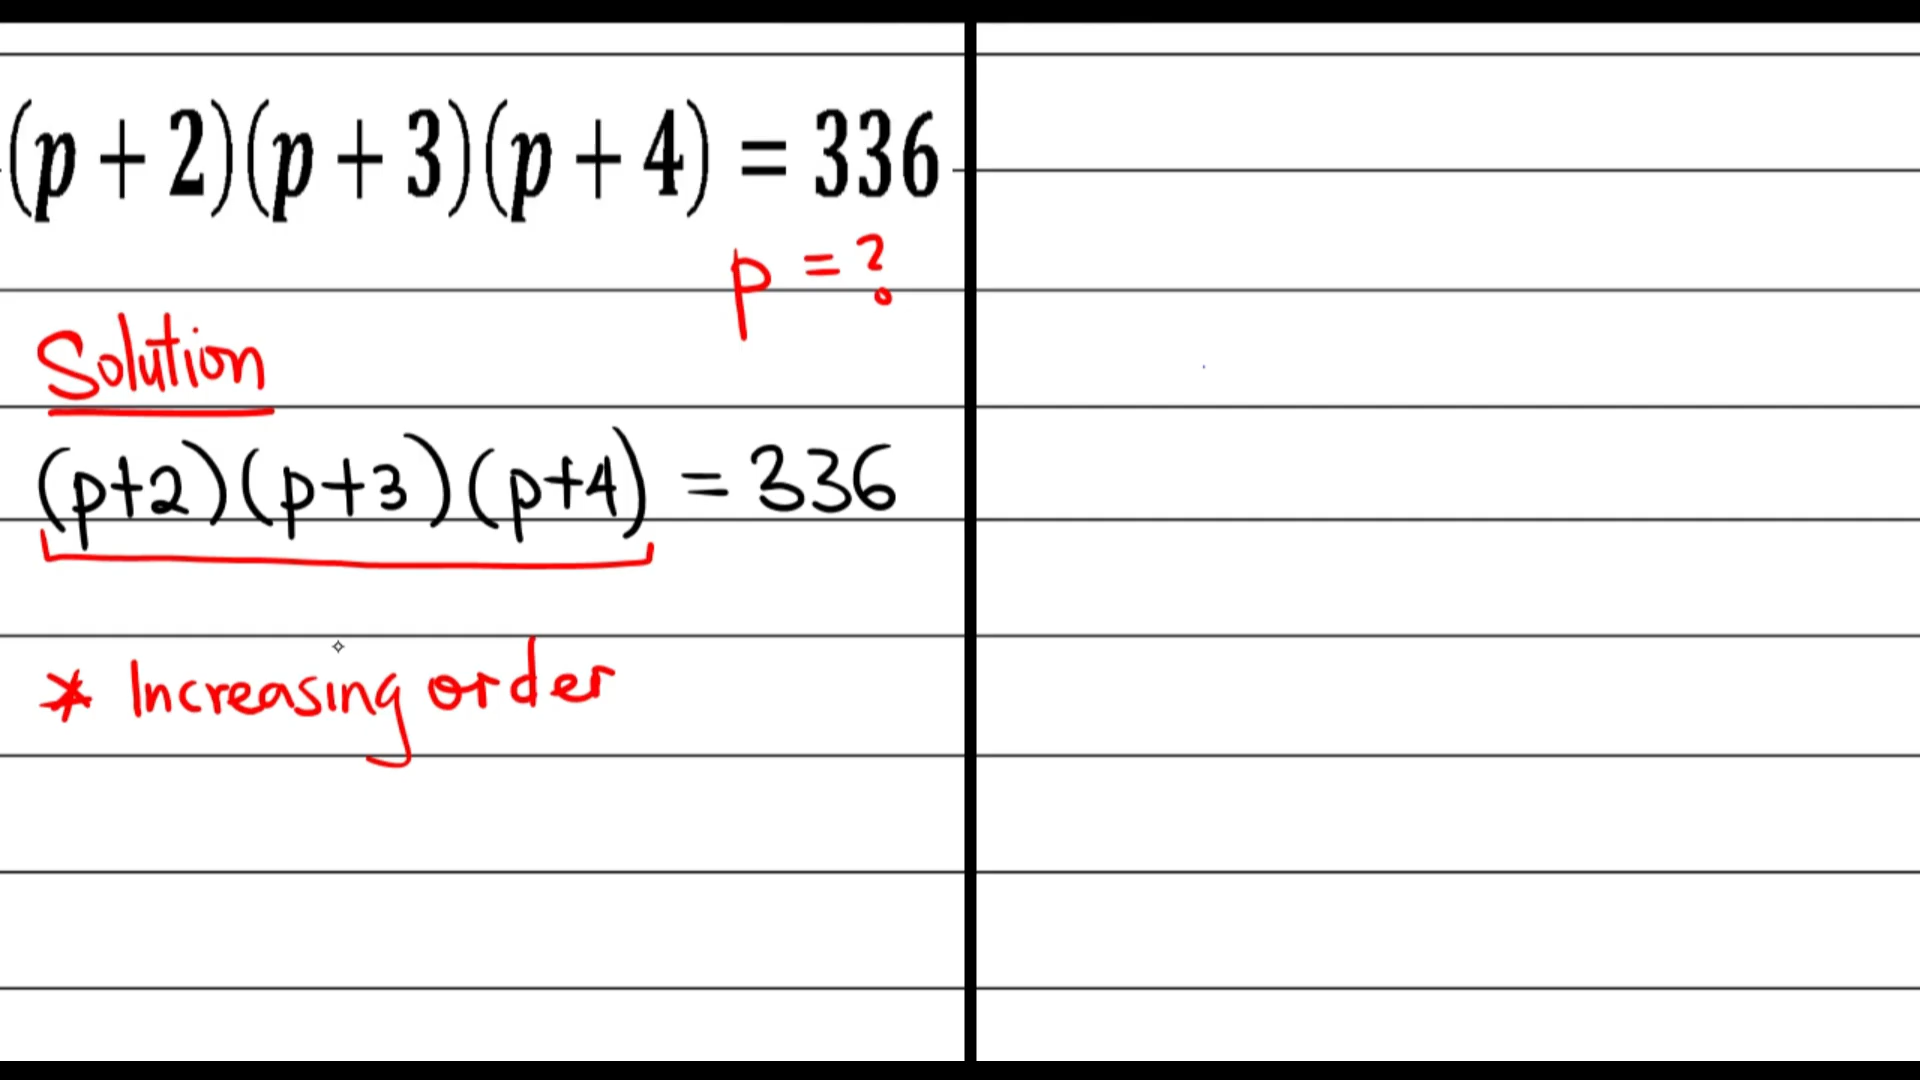 (p + 2)(p + 3)(p + 4) = 336
p = ?
Solution
(p+2)(p+3)(p+4) = 336
* Increasing order